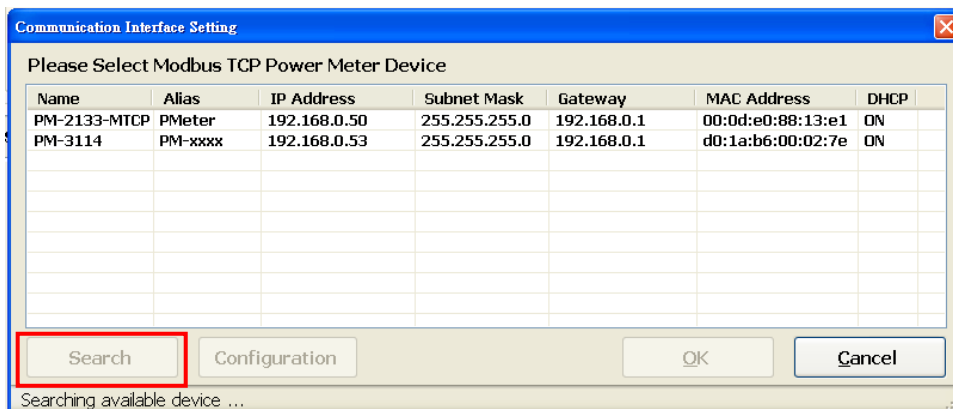 Communication Interface Setting
Please Select Modbus TCP Power Meter Device
Name Alias IP Address Subnet Mask Gateway MAC Address DHCP
PM-2133-MTCP PMeter 192.168.0.50 255.255.255.0 192.168.0.1 00:0d:e0:88:13:e1 ON
PM-3114 PM-xxxx 192.168.0.53 255.255.255.0 192.168.0.1 d0:1a:b6:00:02:7e ON
Search Configuration OK Cancel
Searching available device ...